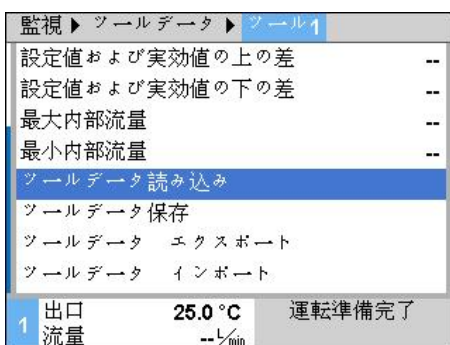 監視 ▶ ツールデータ ▶ ツール1
設定値および実効値の上の差 --
設定値および実効値の下の差 --
最大内部流量 --
最小内部流量 --
ツールデータ読み込み
ツールデータ保存
ツールデータ エクスポート
ツールデータ インポート
1 出口 25.0 °C 運転準備完了
流量 -- L/min